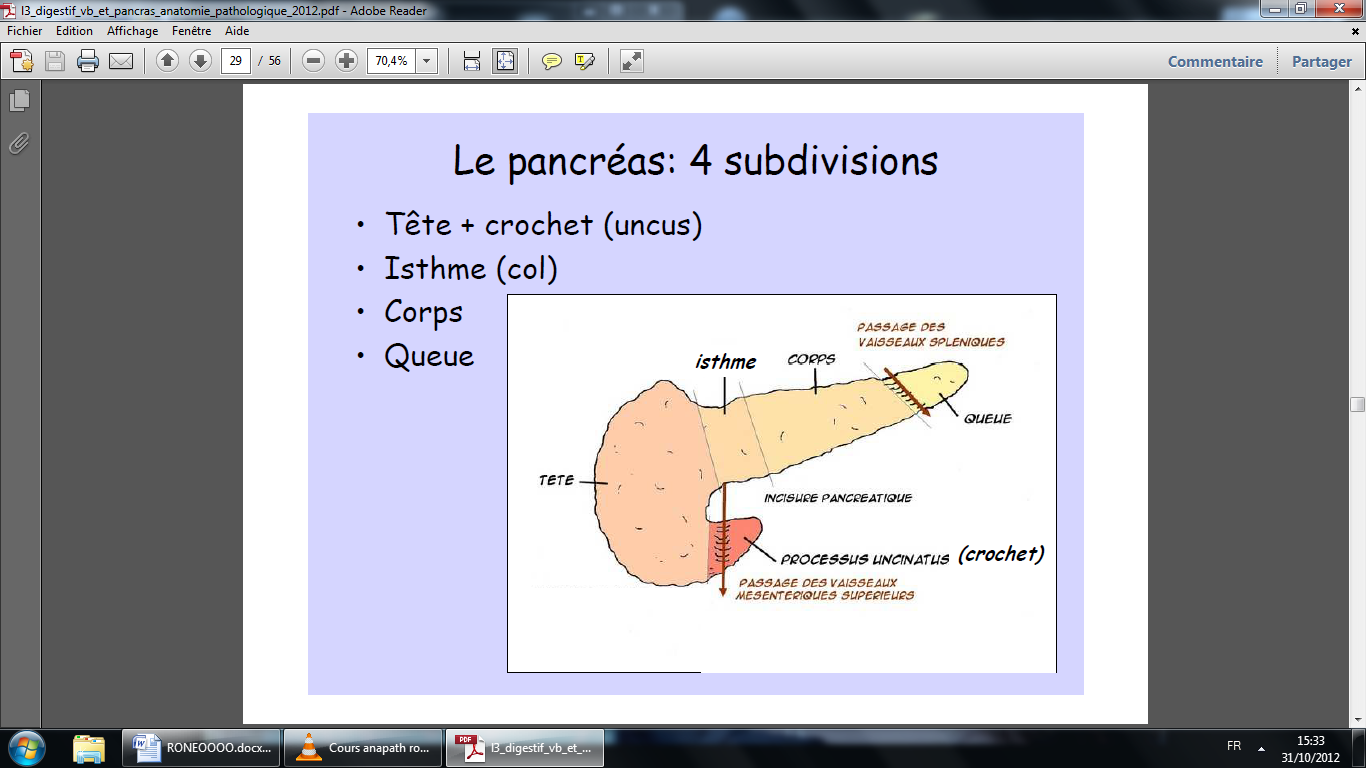 l3_digestif_vb_et_pancras_anatomie_pathologique_2012.pdf - Adobe Reader
Fichier Edition Affichage Fenêtre Aide
29 / 56 70,4% Commentaire Partager
Le pancréas: 4 subdivisions
• Tête + crochet (uncus)
• Isthme (col)
• Corps
• Queue
PASSAGE DES
VAISSEAUX SPLENIQUES
isthme
CORPS
QUEUE
TETE
INCISURE PANCREATIQUE
PROCESSUS UNCINATUS (crochet)
PASSAGE DES VAISSEAUX
MESENTERIQUES SUPERIEURS
RONEOOOO.docx... Cours anapath ro... l3_digestif_vb_et_... FR 15:33
31/10/2012